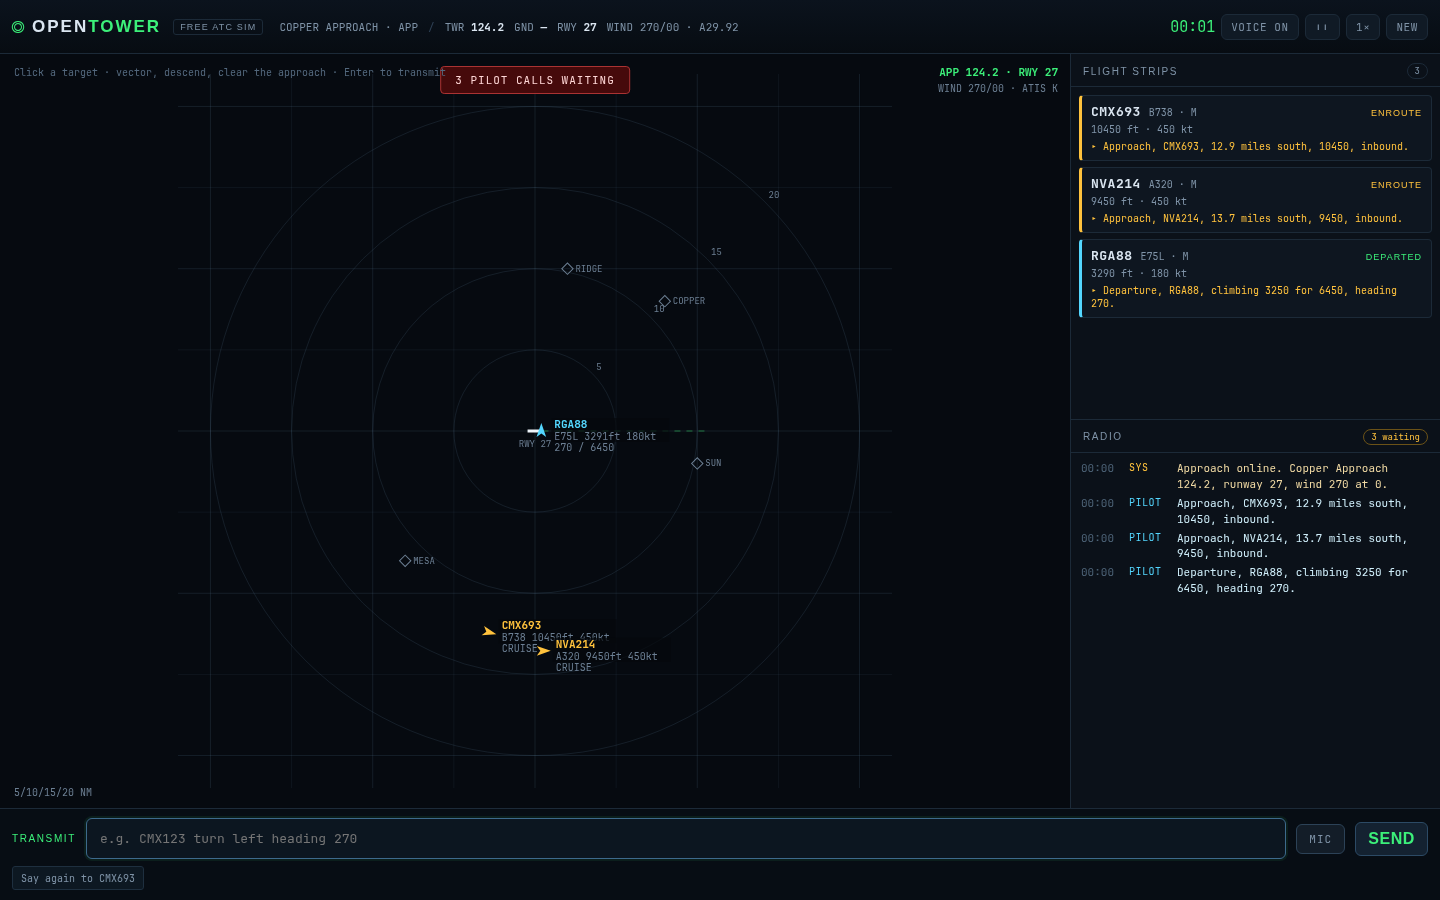 OPENTOWER
FREE ATC SIM
COPPER APPROACH · APP / TWR 124.2 GND — RWY 27 WIND 270/00 · A29.92
00:01
VOICE ON
1×
NEW
Click a target · vector, descend, clear the approach · Enter to transmit
3 PILOT CALLS WAITING
APP 124.2 · RWY 27
WIND 270/00 · ATIS K
20
15
RIDGE
COPPER
10
5
RGA88
E75L 3291ft 180kt
270 / 6450
RWY 27
SUN
MESA
CMX693
B738 10450ft 450kt
CRUISE
NVA214
A320 9450ft 450kt
CRUISE
5/10/15/20 NM
FLIGHT STRIPS
3
CMX693 B738 · M
ENROUTE
10450 ft · 450 kt
‣ Approach, CMX693, 12.9 miles south, 10450, inbound.
NVA214 A320 · M
ENROUTE
9450 ft · 450 kt
‣ Approach, NVA214, 13.7 miles south, 9450, inbound.
RGA88 E75L · M
DEPARTED
3290 ft · 180 kt
‣ Departure, RGA88, climbing 3250 for 6450, heading
270.
RADIO
3 waiting
00:00 SYS Approach online. Copper Approach
124.2, runway 27, wind 270 at 0.
00:00 PILOT Approach, CMX693, 12.9 miles south,
10450, inbound.
00:00 PILOT Approach, NVA214, 13.7 miles south,
9450, inbound.
00:00 PILOT Departure, RGA88, climbing 3250 for
6450, heading 270.
TRANSMIT
e.g. CMX123 turn left heading 270
MIC
SEND
Say again to CMX693